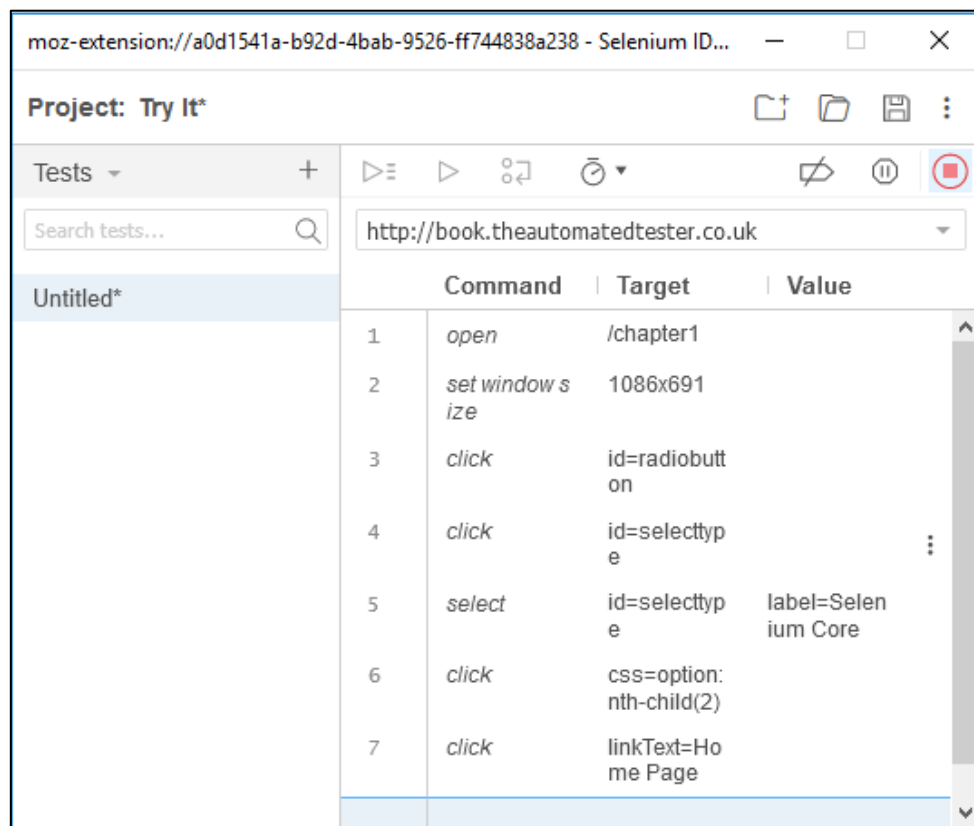 moz-extension://a0d1541a-b92d-4bab-9526-ff744838a238 - Selenium ID...
Project: Try It*
Tests
Search tests...
Untitled*
http://book.theautomatedtester.co.uk
Command Target Value
1 open /chapter1
2 set window s 1086x691
ize
3 click id=radiobutt
on
4 click id=selecttyp
e
5 select id=selecttyp label=Selen
e ium Core
6 click css=option:
nth-child(2)
7 click linkText=Ho
me Page